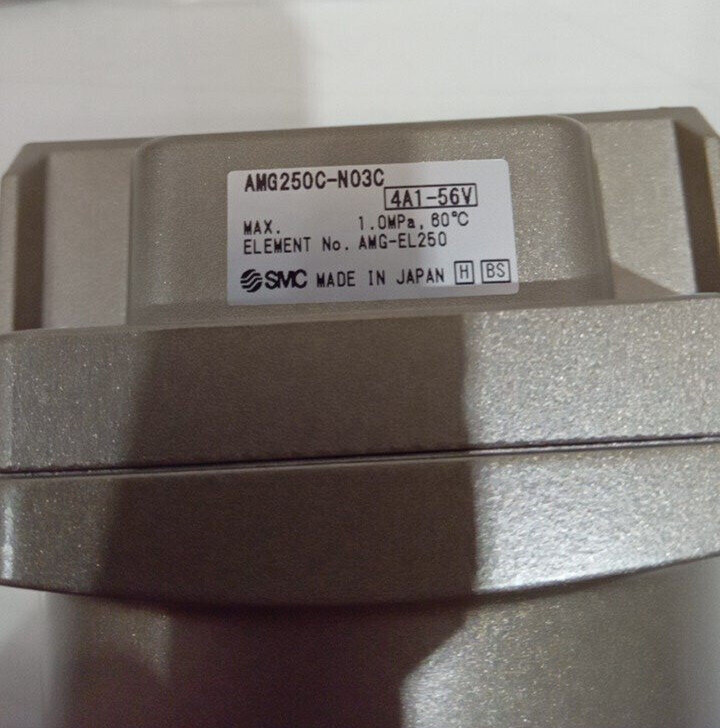 AMG250C-N03C
4A1-56V
MAX. 1.0MPa, 60°C
ELEMENT No. AMG-EL250
SMC MADE IN JAPAN H BS